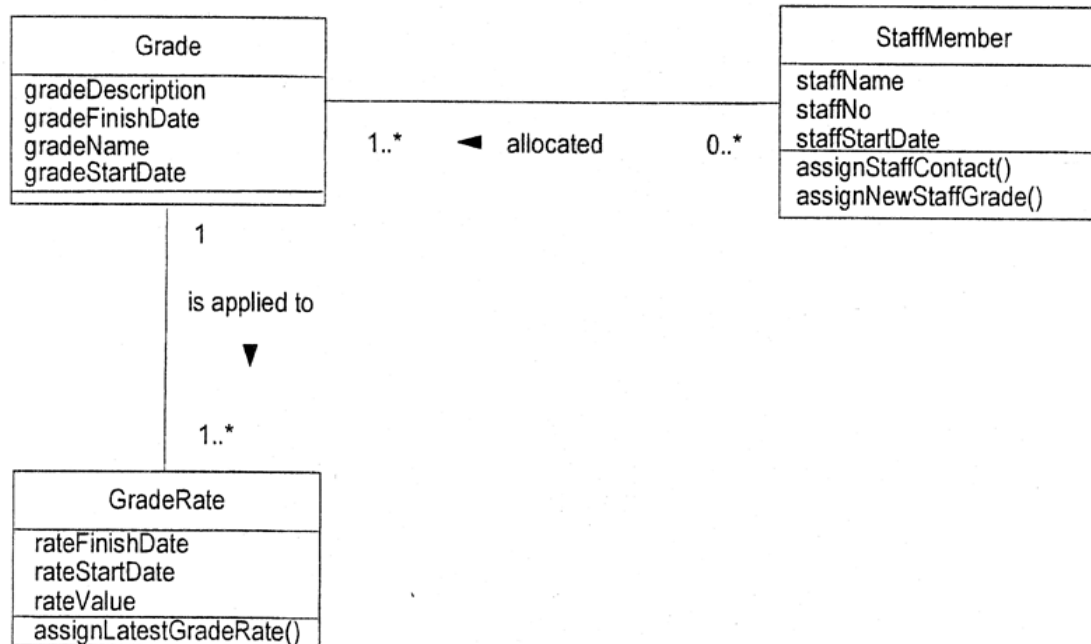 Grade
gradeDescription
gradeFinishDate
gradeName
gradeStartDate
StaffMember
staffName
staffNo
staffStartDate
assignStaffContact()
assignNewStaffGrade()
1..* ◄ allocated 0..*
1
is applied to
▼
1..*
GradeRate
rateFinishDate
rateStartDate
rateValue
assignLatestGradeRate()